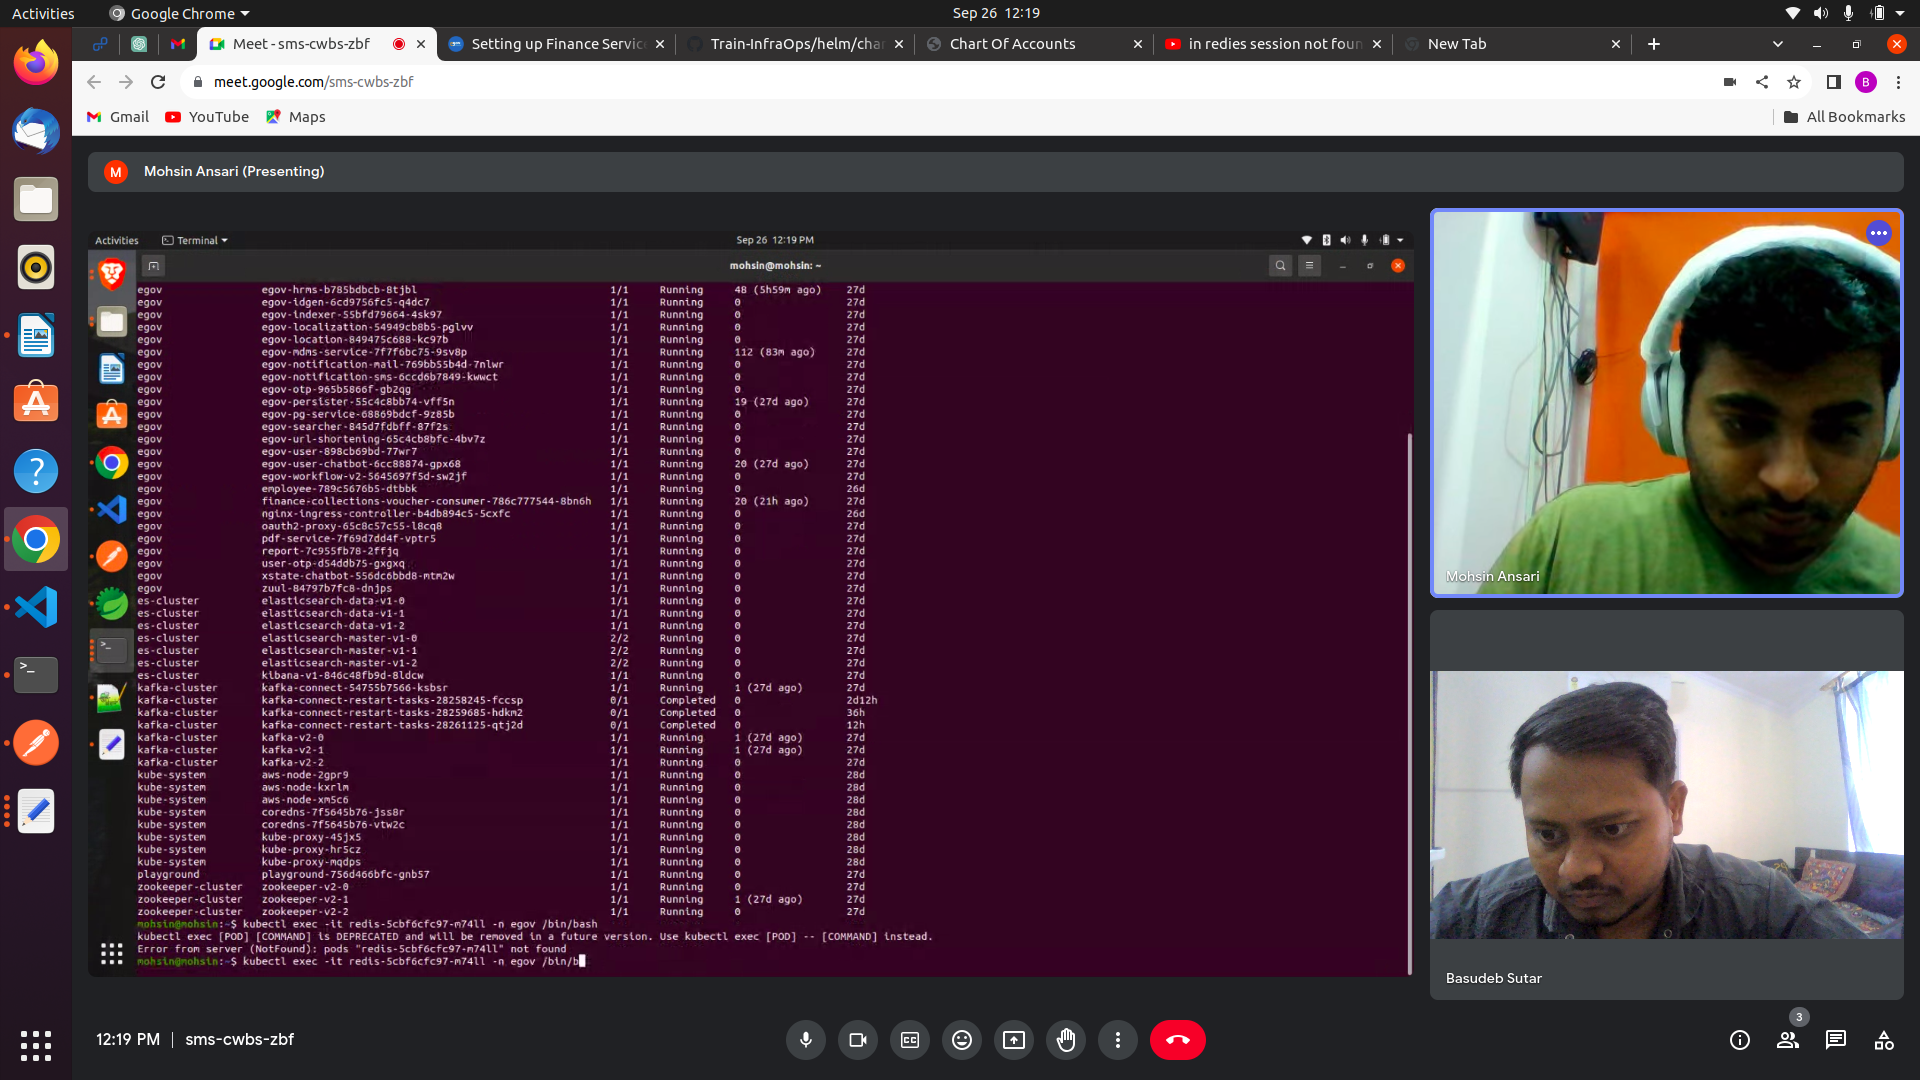 Activities
Google Chrome
Sep 26 12:19
Meet - sms-cwbs-zbf
Setting up Finance Servic
Train-InfraOps/helm/char
Chart Of Accounts
in redies session not foun
New Tab
meet.google.com/sms-cwbs-zbf
B
Gmail
YouTube
Maps
All Bookmarks
M
Mohsin Ansari (Presenting)
Activities
Terminal
Sep 26 12:19 PM
mohsin@mohsin: ~
egov egov-hrms-b785bdbcb-8tjbl 1/1 Running 48 (5h59m ago) 27d
egov egov-idgen-6cd9756fc5-q4dc7 1/1 Running 0 27d
egov egov-indexer-55bfd79664-4sk97 1/1 Running 0 27d
egov egov-localization-54949cb8b5-pglvv 1/1 Running 0 27d
egov egov-location-849475c688-kc97b 1/1 Running 0 27d
egov egov-mdms-service-7f7f6bc75-9sv8p 1/1 Running 112 (83m ago) 27d
egov egov-notification-mail-769bb55b4d-7nlwr 1/1 Running 0 27d
egov egov-notification-sms-6ccd6b7849-kwwct 1/1 Running 0 27d
egov egov-otp-965b5866f-gb2qg 1/1 Running 0 27d
egov egov-persister-55c4c8bb74-vff5n 1/1 Running 19 (27d ago) 27d
egov egov-pg-service-68869bdcf-9z85b 1/1 Running 0 27d
egov egov-searcher-845d7fdbff-87f2s 1/1 Running 0 27d
egov egov-url-shortening-65c4cb8bfc-4bv7z 1/1 Running 0 27d
egov egov-user-898cb69bd-77wr7 1/1 Running 0 27d
egov egov-user-chatbot-6cc88874-gpx68 1/1 Running 20 (27d ago) 27d
egov egov-workflow-v2-5645697f5d-sw2jf 1/1 Running 0 27d
egov employee-789c5676b5-dtbbk 1/1 Running 0 26d
egov finance-collections-voucher-consumer-786c777544-8bn6h 1/1 Running 20 (21h ago) 27d
egov nginx-ingress-controller-b4db894c5-5cxfc 1/1 Running 0 26d
egov oauth2-proxy-65c8c57c55-l8cq8 1/1 Running 0 27d
egov pdf-service-7f69d7dd4f-vptr5 1/1 Running 0 27d
egov report-7c955fb78-2ffjq 1/1 Running 0 27d
egov user-otp-d54ddb75-gxgxq 1/1 Running 0 27d
egov xstate-chatbot-556dc6bbd8-mtm2w 1/1 Running 0 27d
egov zuul-84797b7fc8-dnjps 1/1 Running 0 27d
es-cluster elasticsearch-data-v1-0 1/1 Running 0 27d
es-cluster elasticsearch-data-v1-1 1/1 Running 0 27d
es-cluster elasticsearch-data-v1-2 1/1 Running 0 27d
es-cluster elasticsearch-master-v1-0 2/2 Running 0 27d
es-cluster elasticsearch-master-v1-1 2/2 Running 0 27d
es-cluster elasticsearch-master-v1-2 2/2 Running 0 27d
es-cluster kibana-v1-846c48fb9d-8ldcw 1/1 Running 0 27d
kafka-cluster kafka-connect-54755b7566-ksbsr 1/1 Running 1 (27d ago) 27d
kafka-cluster kafka-connect-restart-tasks-28258245-fccsp 0/1 Completed 0 2d12h
kafka-cluster kafka-connect-restart-tasks-28259685-hdkm2 0/1 Completed 0 36h
kafka-cluster kafka-connect-restart-tasks-28261125-qtj2d 0/1 Completed 0 12h
kafka-cluster kafka-v2-0 1/1 Running 1 (27d ago) 27d
kafka-cluster kafka-v2-1 1/1 Running 1 (27d ago) 27d
kafka-cluster kafka-v2-2 1/1 Running 0 27d
kube-system aws-node-2gpr9 1/1 Running 0 28d
kube-system aws-node-kxrlm 1/1 Running 0 28d
kube-system aws-node-xm5c6 1/1 Running 0 28d
kube-system coredns-7f5645b76-jss8r 1/1 Running 0 28d
kube-system coredns-7f5645b76-vtw2c 1/1 Running 0 28d
kube-system kube-proxy-45jx5 1/1 Running 0 28d
kube-system kube-proxy-hr5cz 1/1 Running 0 28d
kube-system kube-proxy-mqdps 1/1 Running 0 28d
playground playground-756d466bfc-gnb57 1/1 Running 0 27d
zookeeper-cluster zookeeper-v2-0 1/1 Running 0 27d
zookeeper-cluster zookeeper-v2-1 1/1 Running 1 (27d ago) 27d
zookeeper-cluster zookeeper-v2-2 1/1 Running 0 27d
mohsin@mohsin:~$ kubectl exec -it redis-5cbf6cfc97-m74ll -n egov /bin/bash
kubectl exec [POD] [COMMAND] is DEPRECATED and will be removed in a future version. Use kubectl exec [POD] -- [COMMAND] instead.
Error from server (NotFound): pods "redis-5cbf6cfc97-m74ll" not found
mohsin@mohsin:~$ kubectl exec -it redis-5cbf6cfc97-m74ll -n egov /bin/b
Mohsin Ansari
Basudeb Sutar
12:19 PM | sms-cwbs-zbf
3